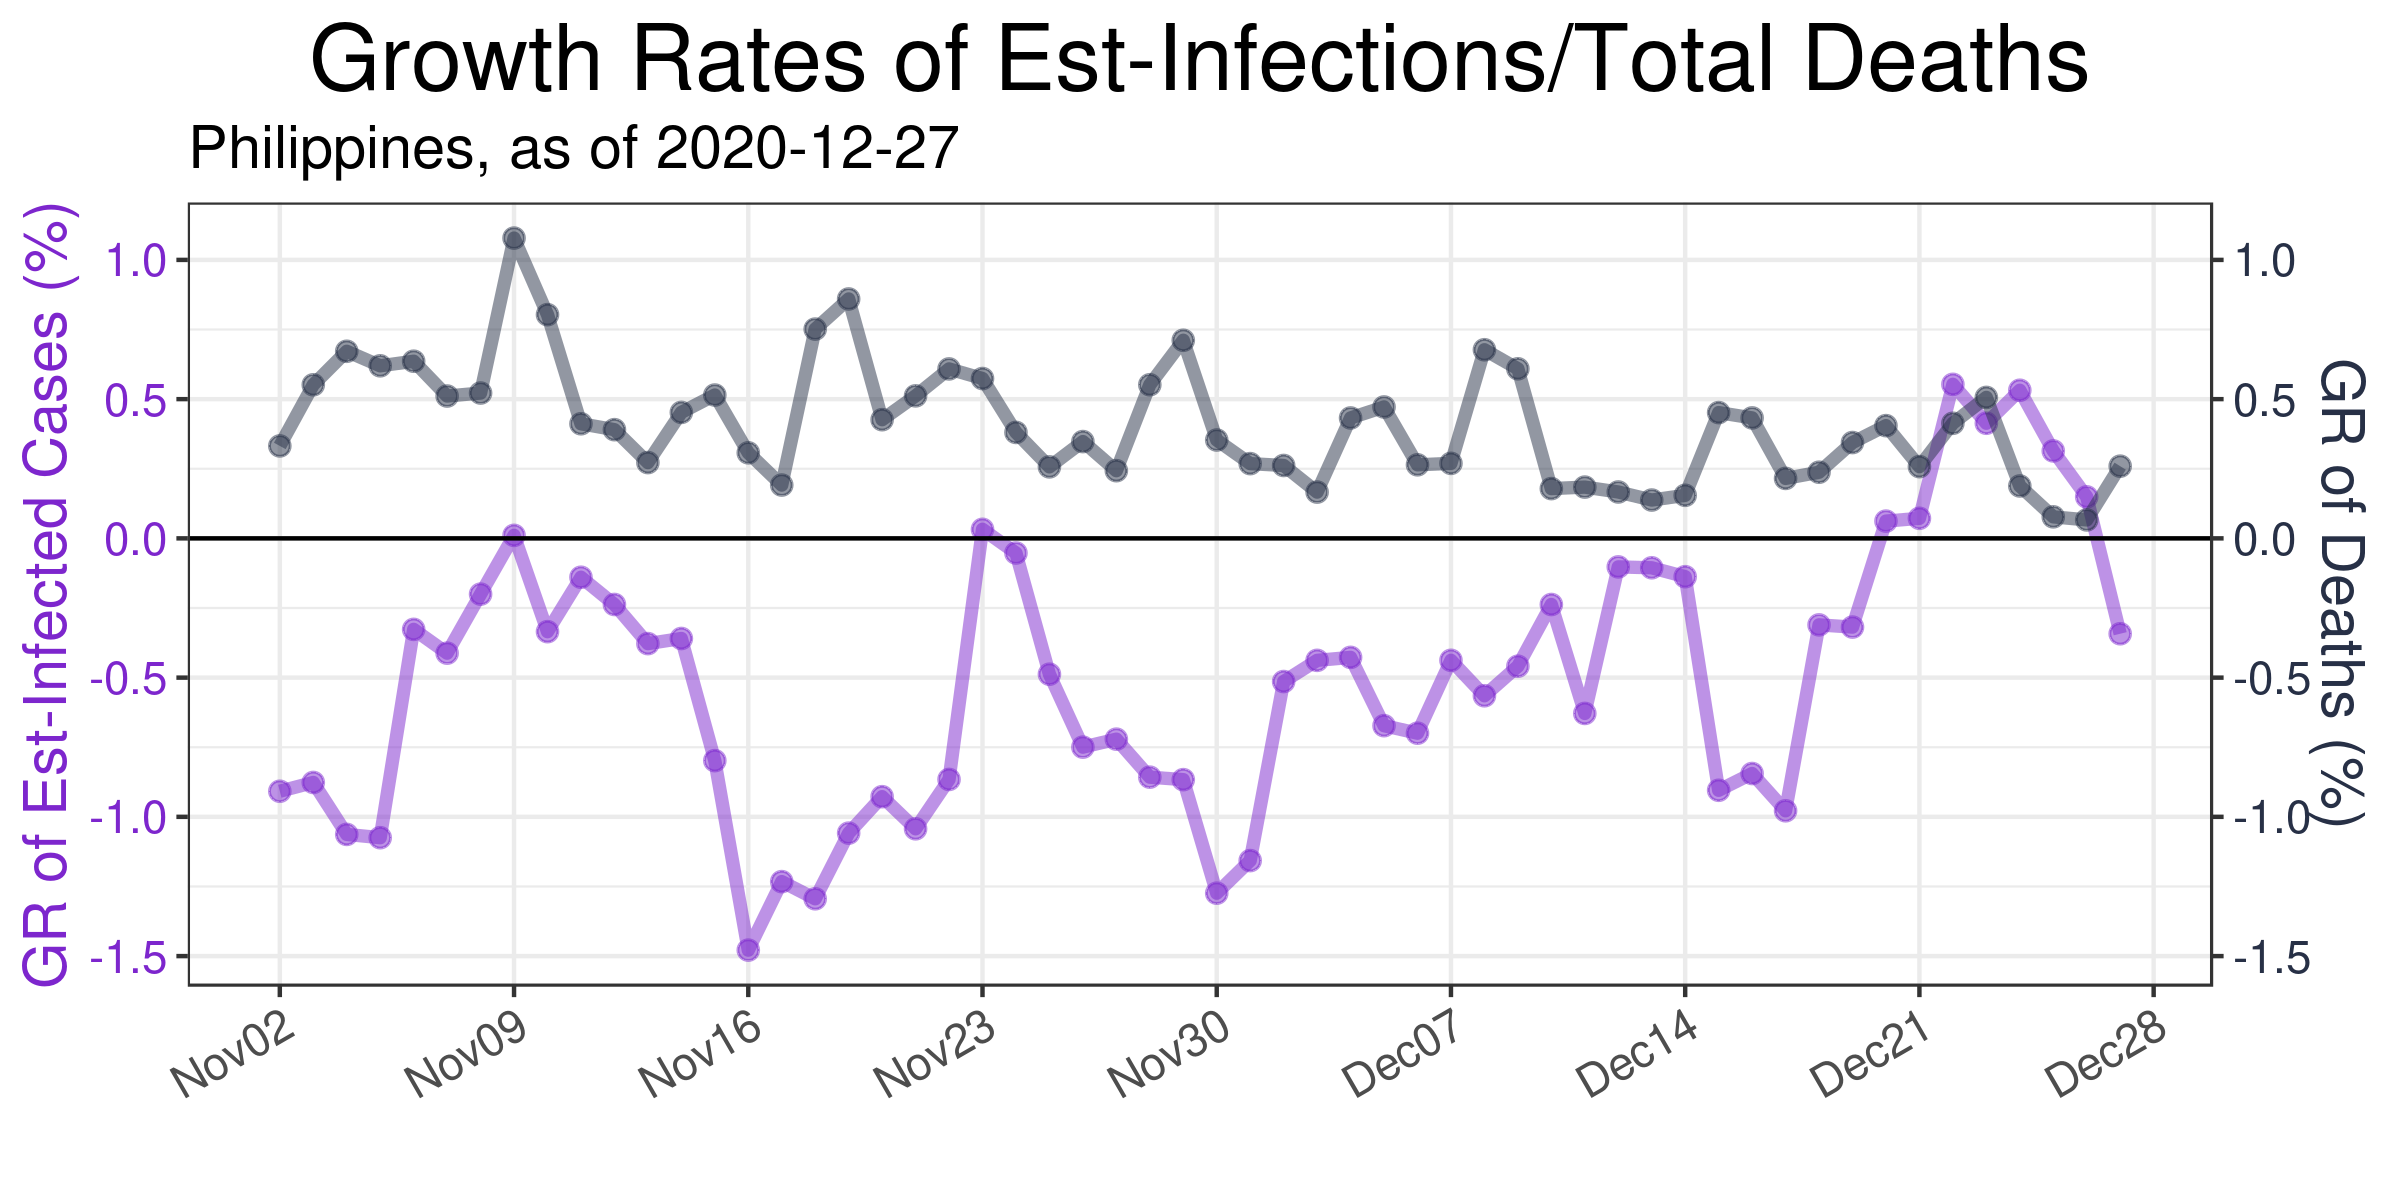 Growth Rates of Est-Infections/Total Deaths
Philippines, as of 2020-12-27
GR of Est-Infected Cases (%)
1.0
0.5
0.0
-0.5
-1.0
-1.5
1.0
0.5
0.0
-0.5
-1.0
-1.5
GR of Deaths (%)
Nov02
Nov09
Nov16
Nov23
Nov30
Dec07
Dec14
Dec21
Dec28